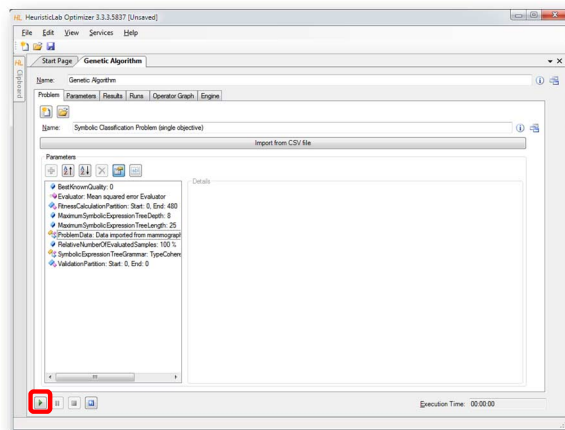 HL HeuristicLab Optimizer 3.3.3.5837 [Unsaved]
File Edit View Services Help
Start Page Genetic Algorithm
HL Clipboard
Name: Genetic Algorithm
Problem Parameters Results Runs Operator Graph Engine
Name: Symbolic Classification Problem (single objective)
Import from CSV file
Parameters
Details
BestKnownQuality: 0
Evaluator: Mean squared error Evaluator
FitnessCalculationPartition: Start: 0, End: 480
MaximumSymbolicExpressionTreeDepth: 8
MaximumSymbolicExpressionTreeLength: 25
ProblemData: Data imported from mammograph
RelativeNumberOfEvaluatedSamples: 100 %
SymbolicExpressionTreeGrammar: TypeCohere
ValidationPartition: Start: 0, End: 0
Execution Time: 00:00:00